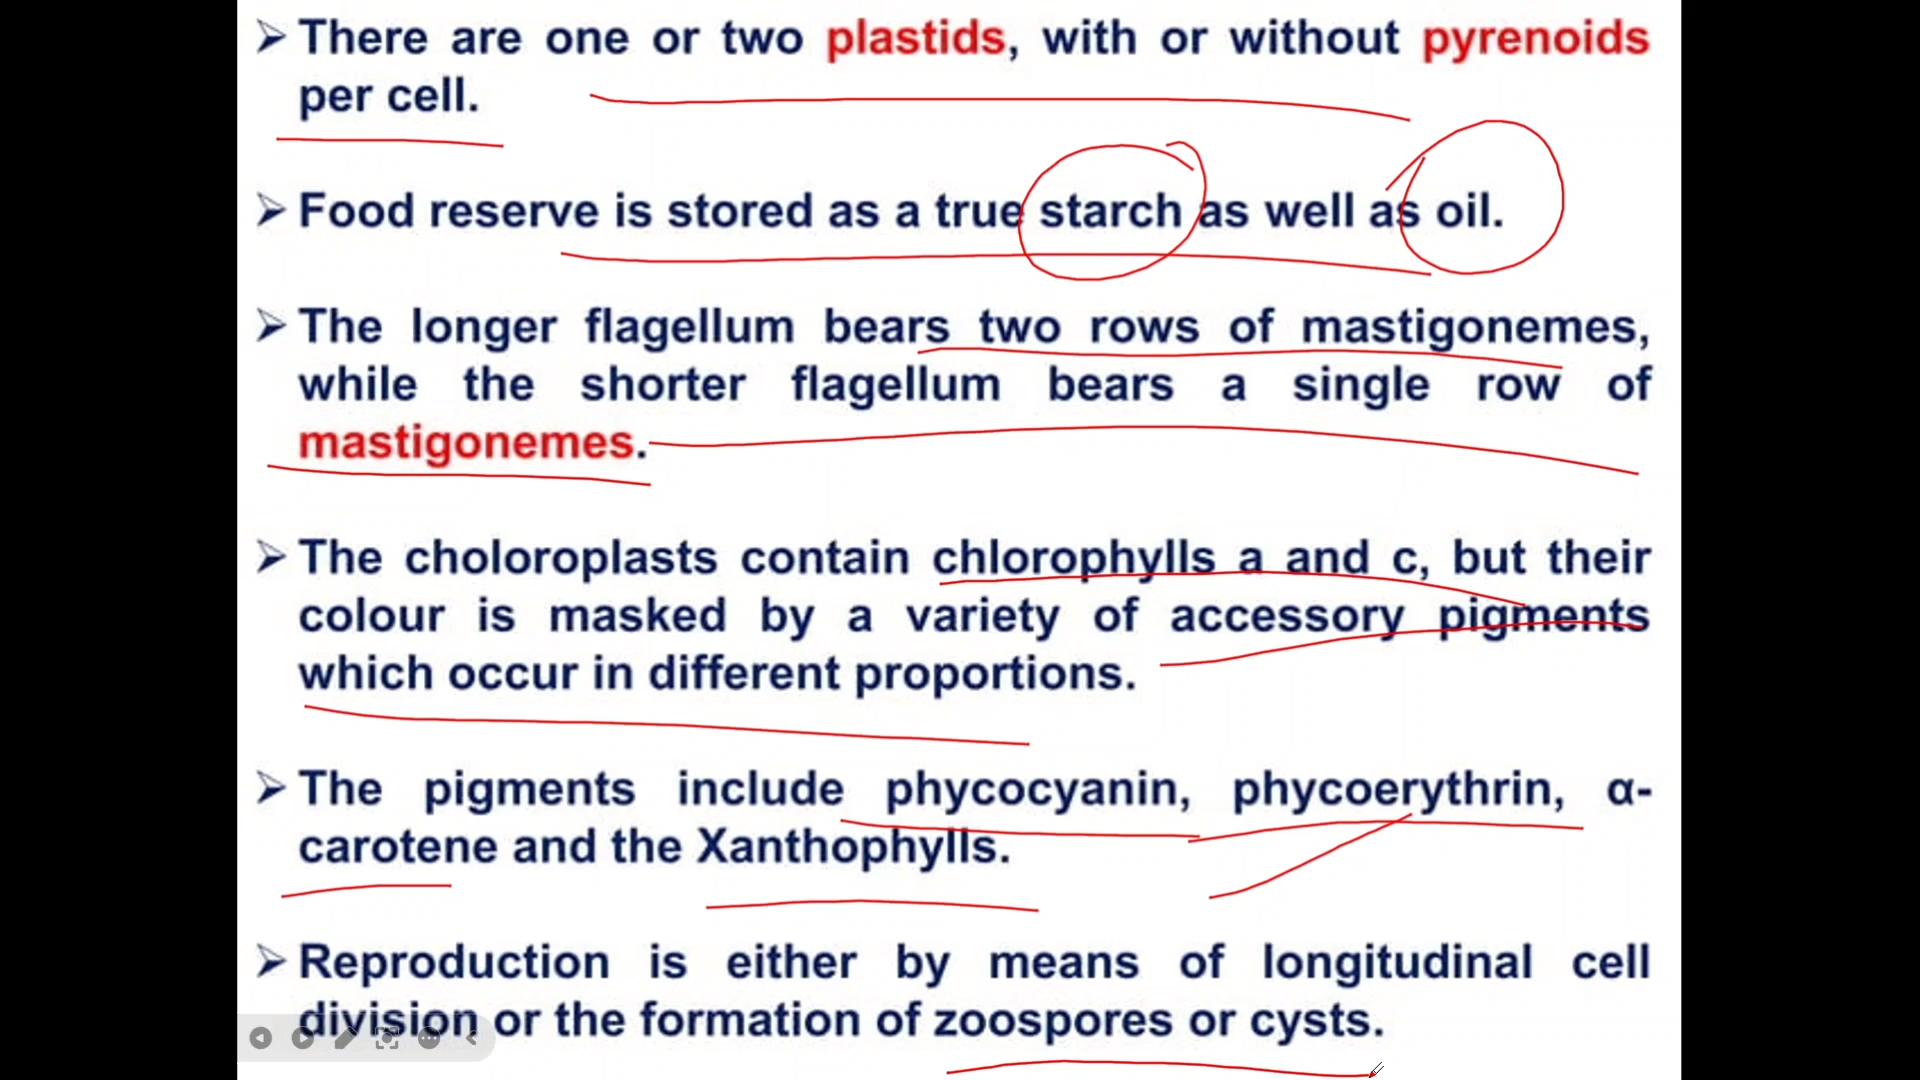 There are one or two plastids, with or without pyrenoids
per cell.
Food reserve is stored as a true starch as well as oil.
The longer flagellum bears two rows of mastigonemes,
while the shorter flagellum bears a single row of
mastigonemes.
The choloroplasts contain chlorophylls a and c, but their
colour is masked by a variety of accessory pigments
which occur in different proportions.
The pigments include phycocyanin, phycoerythrin, α-
carotene and the Xanthophylls.
Reproduction is either by means of longitudinal cell
division or the formation of zoospores or cysts.